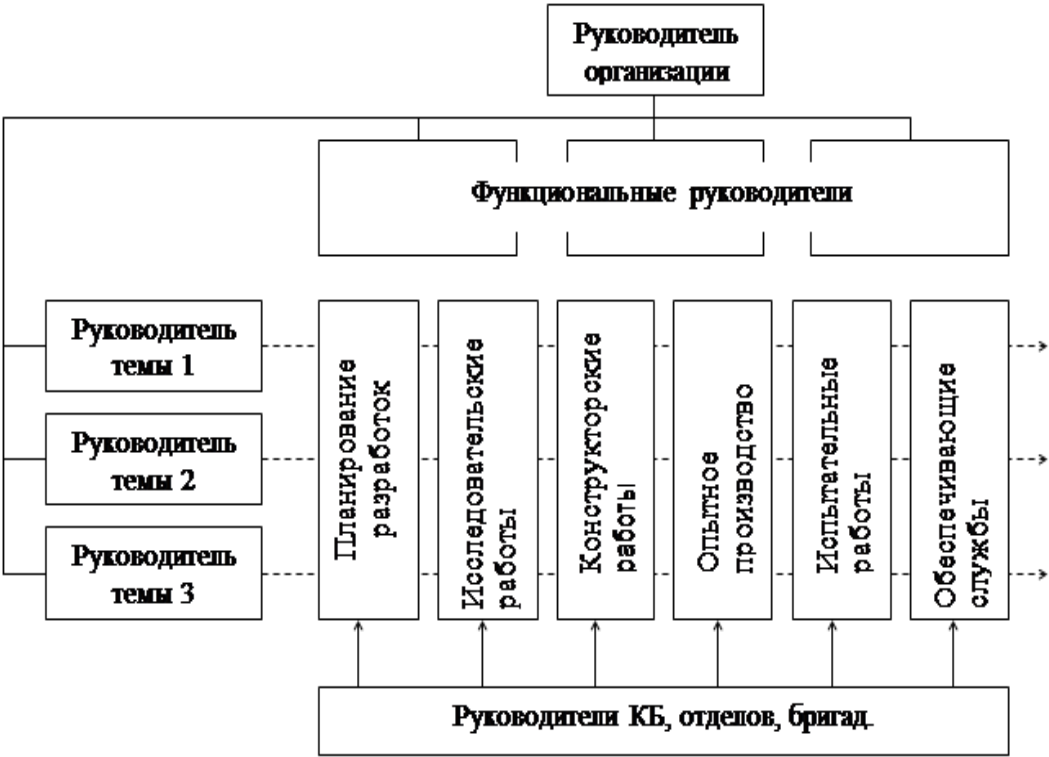 Руководитель
организации
Функциональные руководители
Руководитель
темы 1
Руководитель
темы 2
Руководитель
темы 3
Планирование
разработок
Исследовательские
работы
Конструкторские
работы
Опытное
производство
Испытательные
работы
Обеспечивающие
службы
Руководители КБ, отделов, бригад.